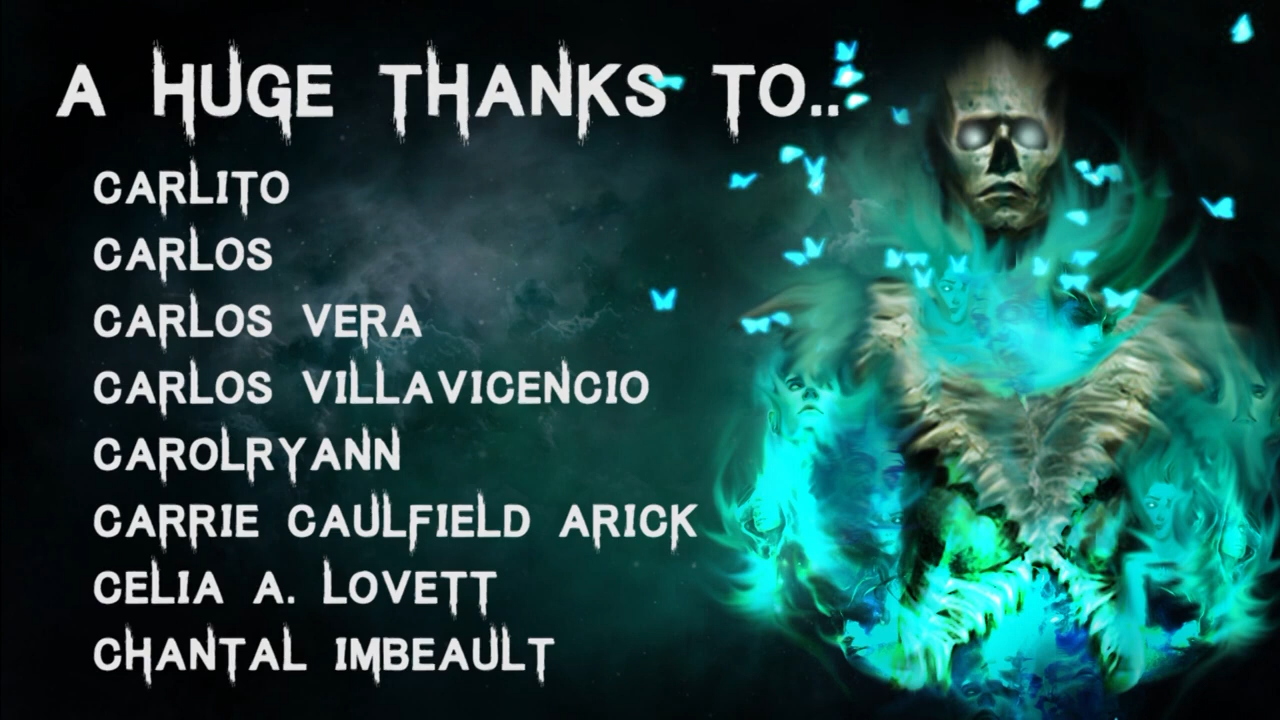 A HUGE THANKS TO..
CARLITO
CARLOS
CARLOS VERA
CARLOS VILLAVICENCIO
CAROLRYANN
CARRIE CAULFIELD ARICK
CELIA A. LOVETT
CHANTAL IMBEAULT